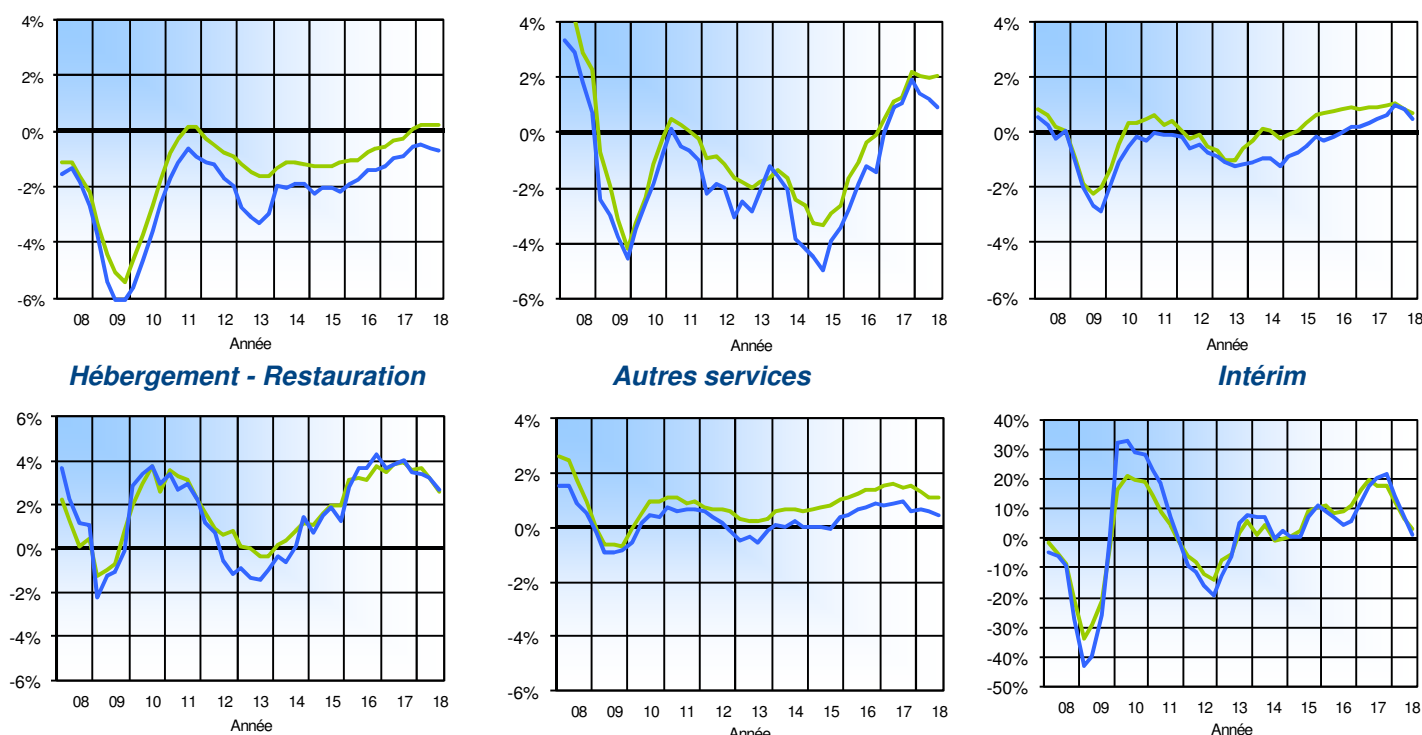 4% 4% 4%
2% 2% 2%
0% 0% 0%
-2% -2% -2%
-4% -4% -4%
-6% -6% -6%
08 09 10 11 12 13 14 15 16 17 18
08 09 10 11 12 13 14 15 16 17 18
08 09 10 11 12 13 14 15 16 17 18
Année Année Année
Hébergement - Restauration
Autres services
Intérim
6%
4%
2%
0%
-2%
-4%
-6%
08 09 10 11 12 13 14 15 16 17 18
Année
4%
2%
0%
-2%
-4%
-6%
08 09 10 11 12 13 14 15 16 17 18
Année
40%
30%
20%
10%
0%
-10%
-20%
-30%
-40%
-50%
08 09 10 11 12 13 14 15 16 17 18
Année